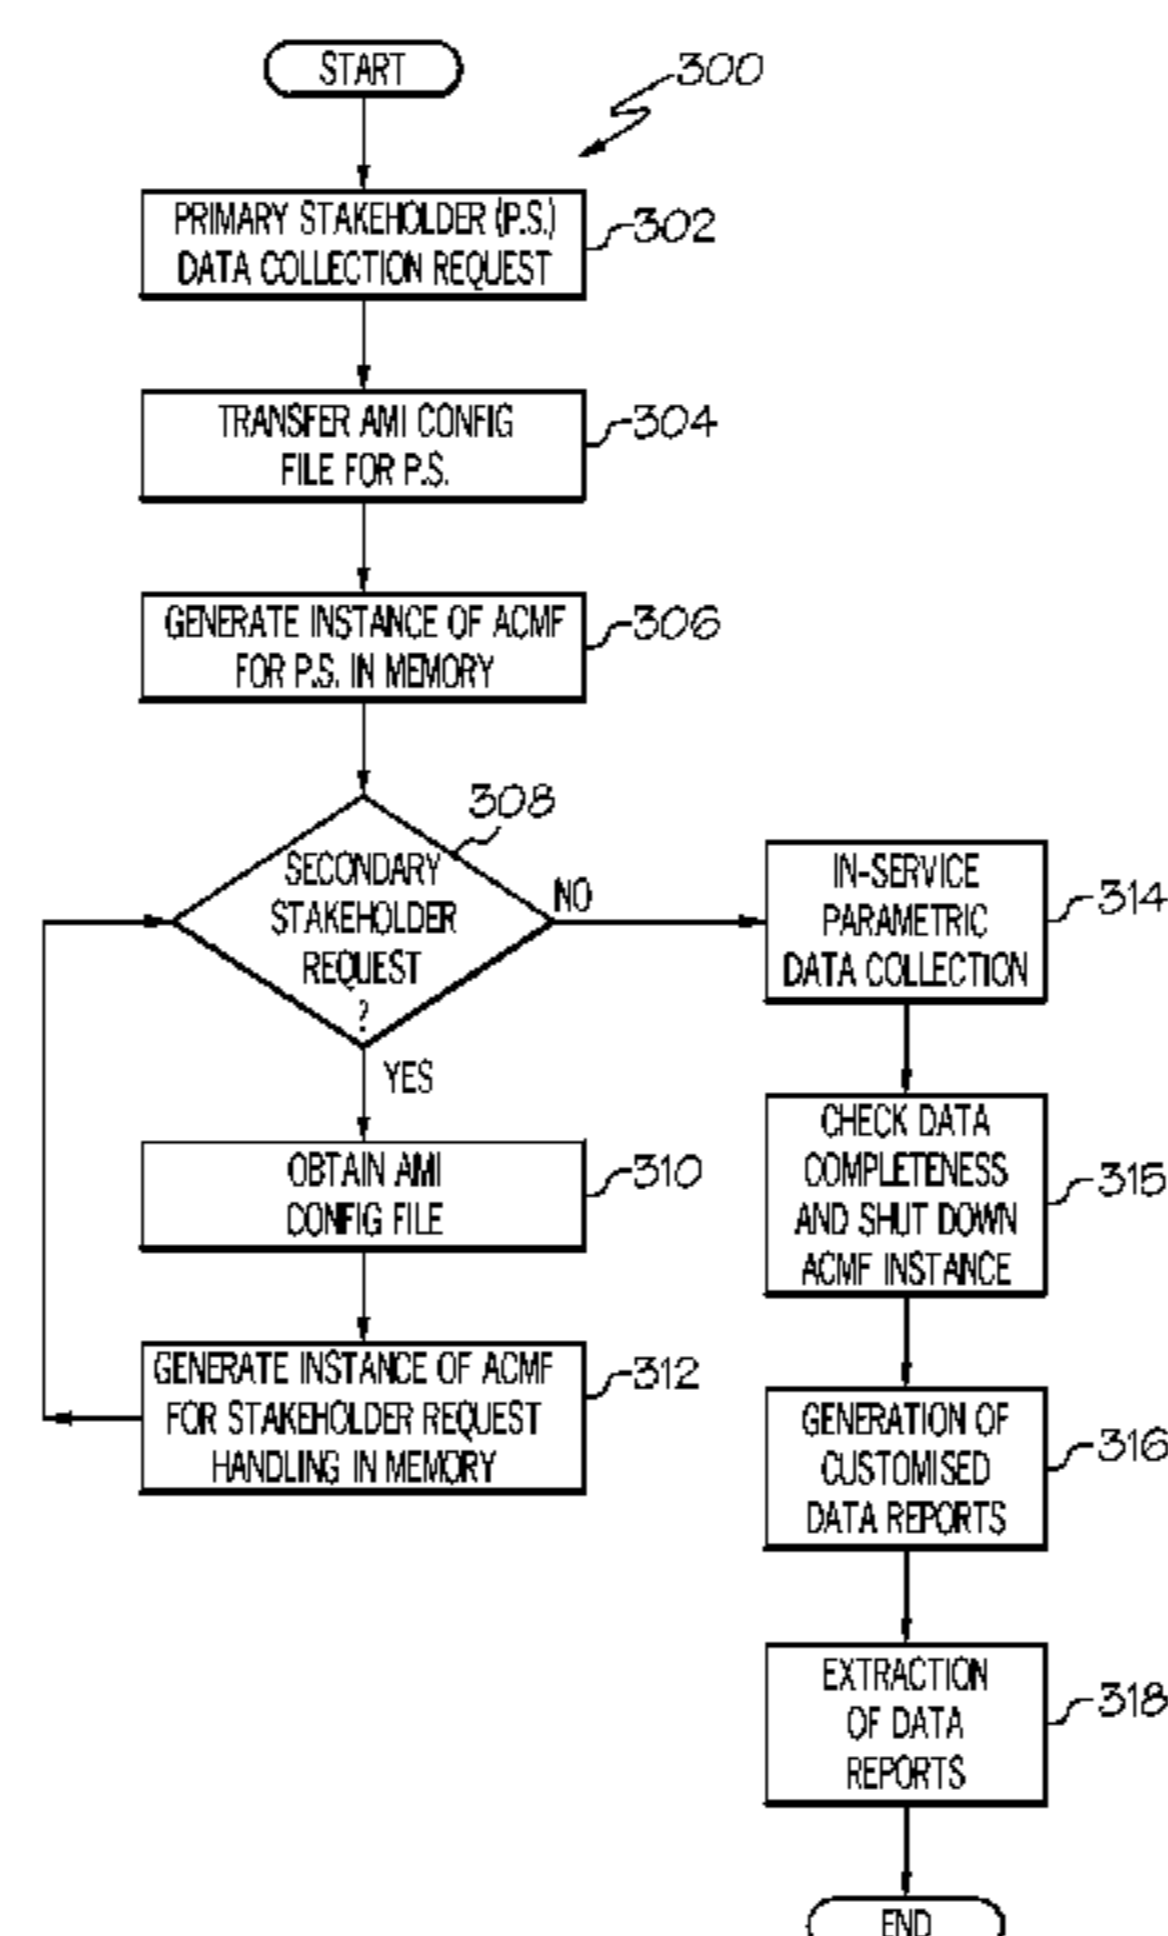 START
300
PRIMARY STAKEHOLDER (P.S.)
DATA COLLECTION REQUEST
302
TRANSFER AMI CONFIG
FILE FOR P.S.
304
GENERATE INSTANCE OF ACMF
FOR P.S. IN MEMORY
306
308
SECONDARY
STAKEHOLDER
REQUEST
?
NO
YES
OBTAIN AMI
CONFIG FILE
310
GENERATE INSTANCE OF ACMF
FOR STAKEHOLDER REQUEST
HANDLING IN MEMORY
312
IN-SERVICE
PARAMETRIC
DATA COLLECTION
314
CHECK DATA
COMPLETENESS
AND SHUT DOWN
ACMF INSTANCE
315
GENERATION OF
CUSTOMISED
DATA REPORTS
316
EXTRACTION
OF DATA
REPORTS
318
END